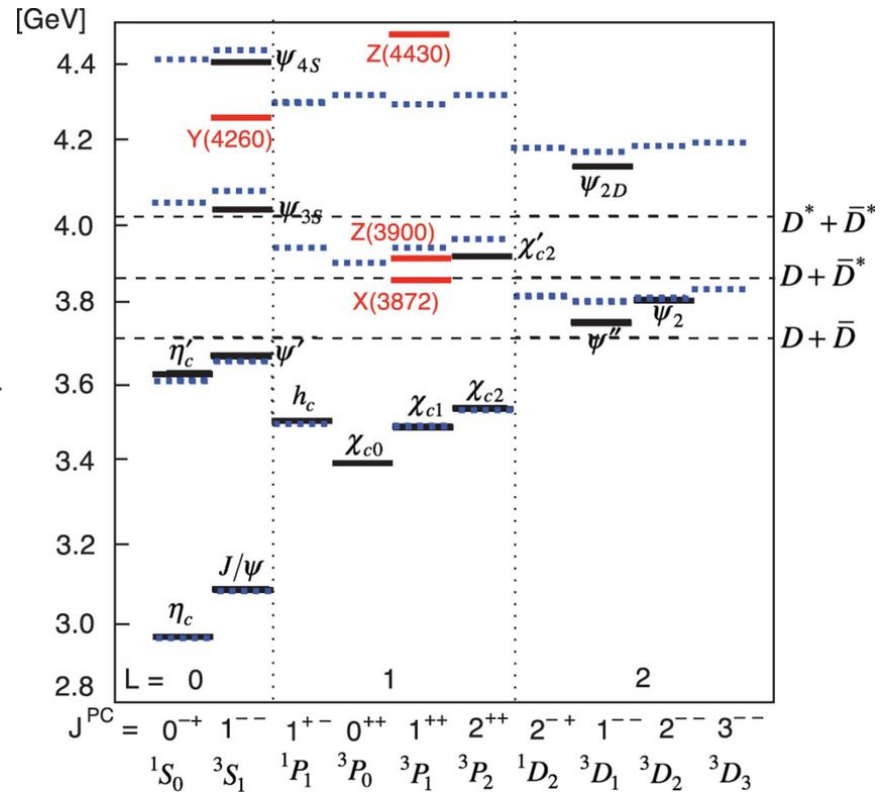 [GeV]
4.4
4.2
4.0
3.8
3.6
3.4
3.2
3.0
2.8
ψ4S
Z(4430)
Y(4260)
ψ2D
ψ3S
D* + D̄*
Z(3900)
χ′c2
D + D̄*
X(3872)
ψ2
ψ″
D + D̄
η′c
ψ′
hc
χc1
χc2
χc0
J/ψ
ηc
L = 0 1 2
J^PC = 0⁻⁺ 1⁻⁻ 1⁺⁻ 0⁺⁺ 1⁺⁺ 2⁺⁺ 2⁻⁺ 1⁻⁻ 2⁻⁻ 3⁻⁻
¹S₀ ³S₁ ¹P₁ ³P₀ ³P₁ ³P₂ ¹D₂ ³D₁ ³D₂ ³D₃